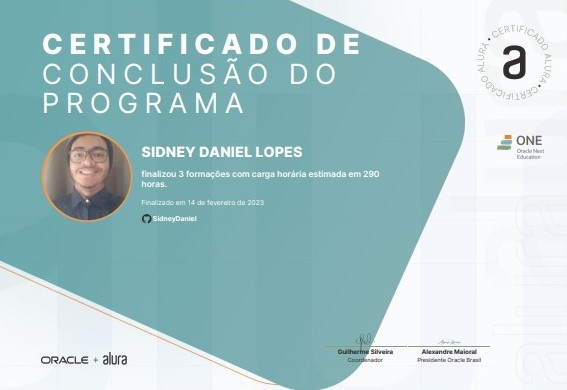 CERTIFICADO DE
CONCLUSÃO DO
PROGRAMA
CERTIFICADO ALURA • CERTIFICADO ALURA •
a
ONE
Oracle Next
Education
SIDNEY DANIEL LOPES
finalizou 3 formações com carga horária estimada em 290
horas.
Finalizado em 14 de fevereiro de 2023
SidneyDaniel
ORACLE + alura
Guilherme Silveira
Coordenador
Alexandre Maioral
Presidente Oracle Brasil